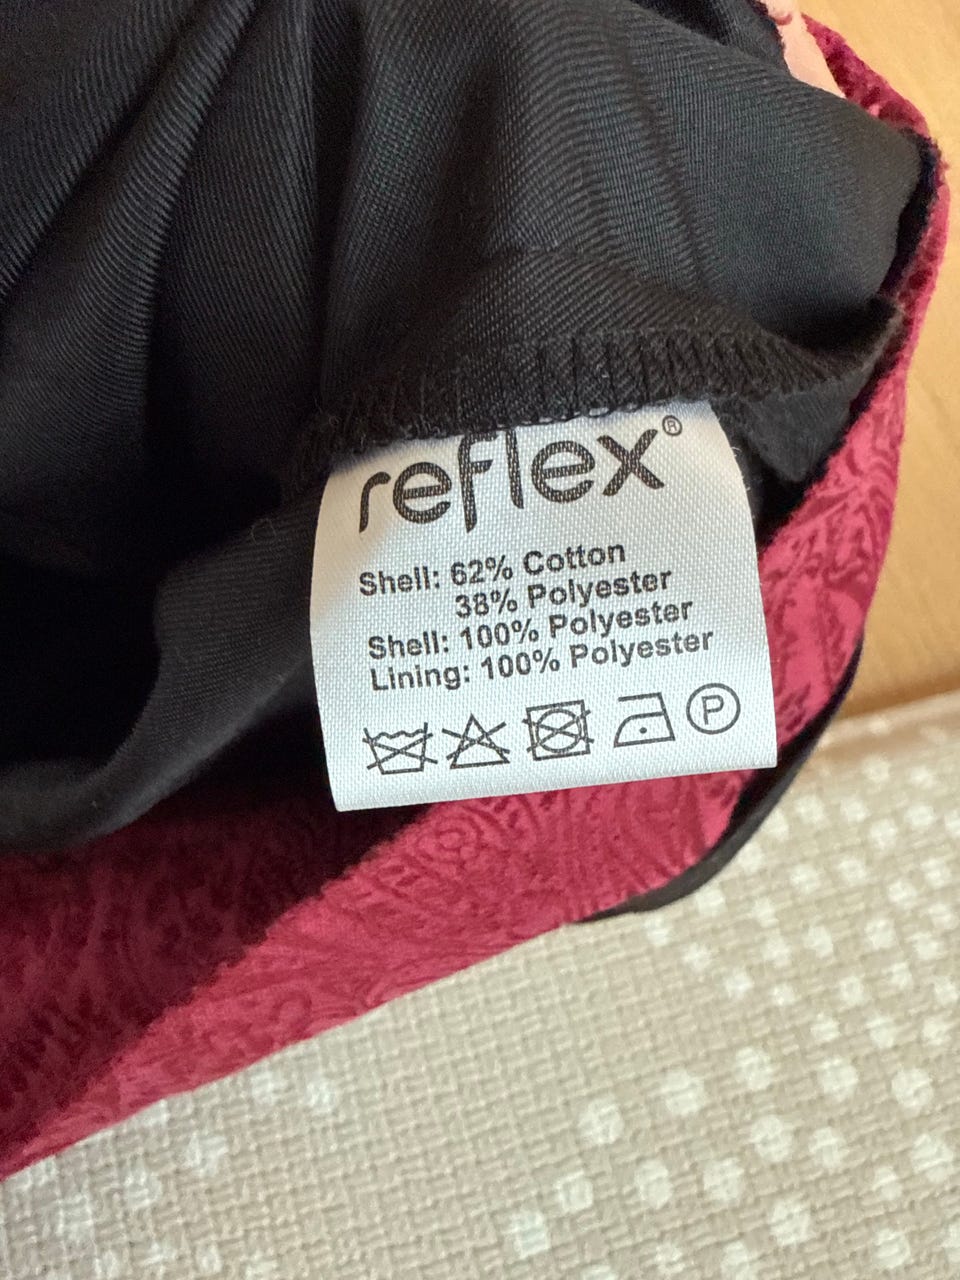 reflex®
Shell: 62% Cotton
38% Polyester
Shell: 100% Polyester
Lining: 100% Polyester
P